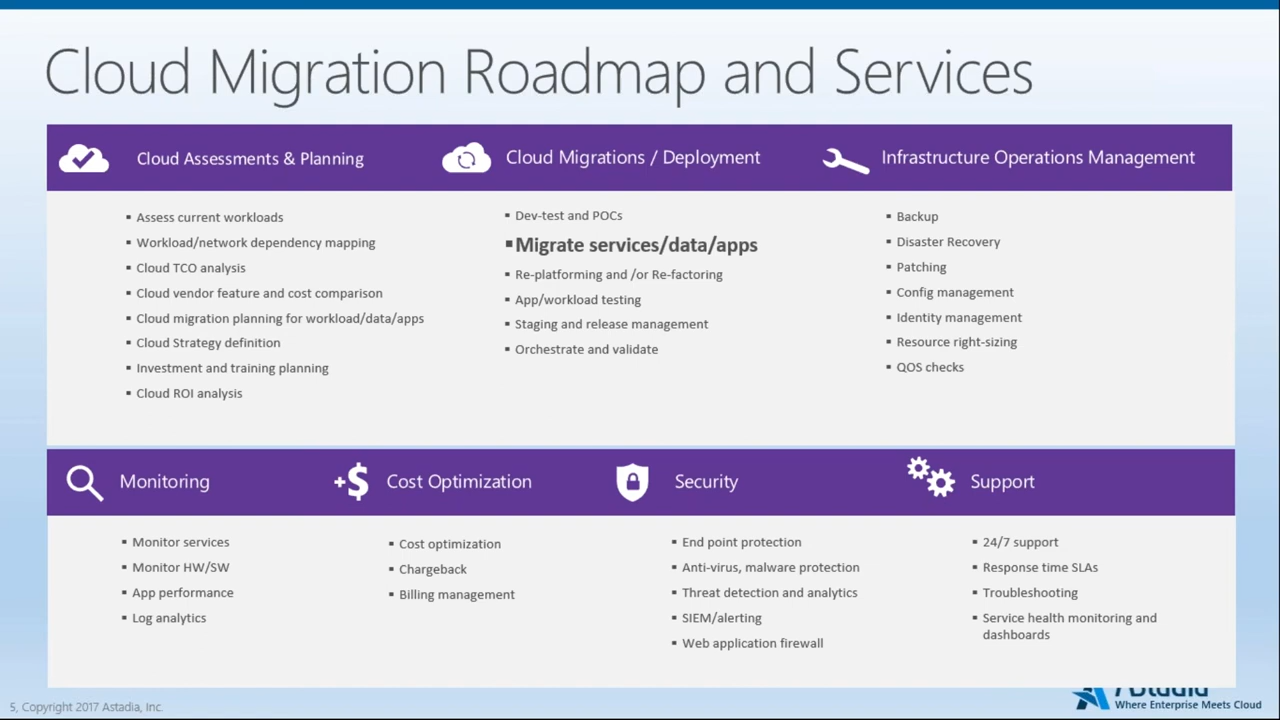 Cloud Migration Roadmap and Services
Cloud Assessments & Planning
▪ Assess current workloads
▪ Workload/network dependency mapping
▪ Cloud TCO analysis
▪ Cloud vendor feature and cost comparison
▪ Cloud migration planning for workload/data/apps
▪ Cloud Strategy definition
▪ Investment and training planning
▪ Cloud ROI analysis
Cloud Migrations / Deployment
▪ Dev-test and POCs
▪ Migrate services/data/apps
▪ Re-platforming and /or Re-factoring
▪ App/workload testing
▪ Staging and release management
▪ Orchestrate and validate
Infrastructure Operations Management
▪ Backup
▪ Disaster Recovery
▪ Patching
▪ Config management
▪ Identity management
▪ Resource right-sizing
▪ QOS checks
Monitoring
▪ Monitor services
▪ Monitor HW/SW
▪ App performance
▪ Log analytics
+$ Cost Optimization
▪ Cost optimization
▪ Chargeback
▪ Billing management
Security
▪ End point protection
▪ Anti-virus, malware protection
▪ Threat detection and analytics
▪ SIEM/alerting
▪ Web application firewall
Support
▪ 24/7 support
▪ Response time SLAs
▪ Troubleshooting
▪ Service health monitoring and
dashboards
5, Copyright 2017 Astadia, Inc.
Astadia
Where Enterprise Meets Cloud